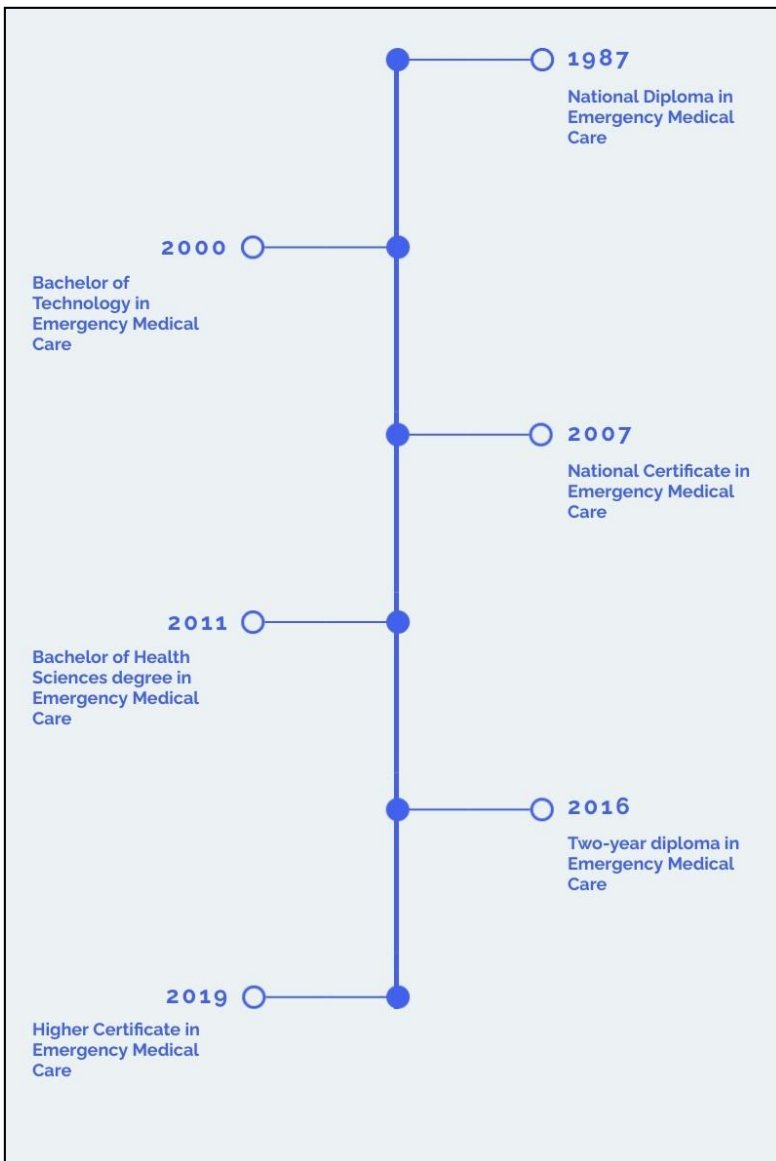 1987
National Diploma in
Emergency Medical
Care
2000
Bachelor of
Technology in
Emergency Medical
Care
2007
National Certificate in
Emergency Medical
Care
2011
Bachelor of Health
Sciences degree in
Emergency Medical
Care
2016
Two-year diploma in
Emergency Medical
Care
2019
Higher Certificate in
Emergency Medical
Care